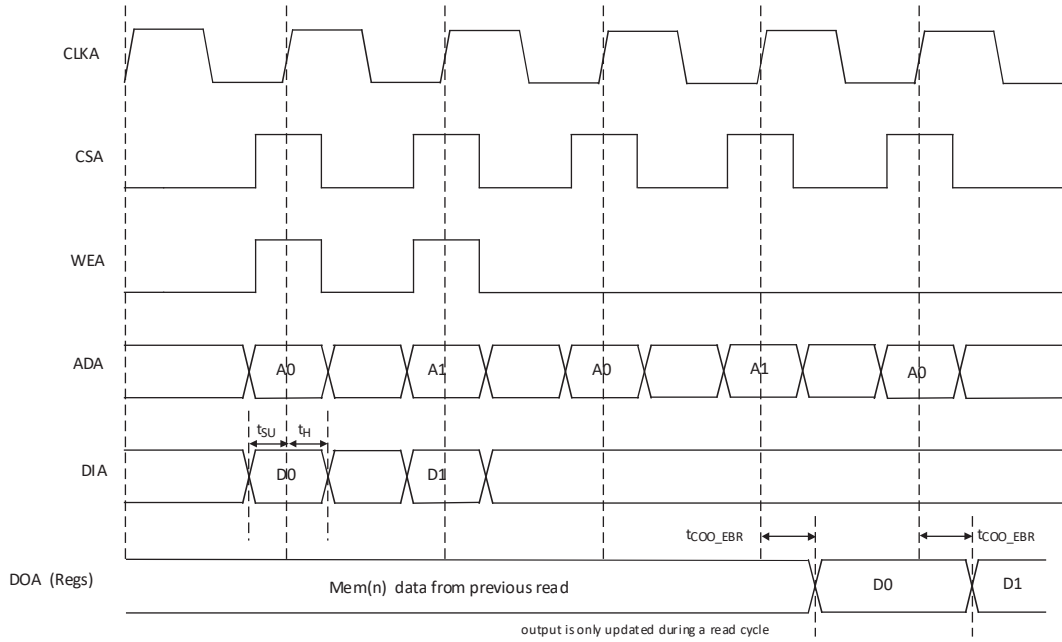 CLKA
CSA
WEA
ADA
A0
A1
A0
A1
A0
tSU
tH
DIA
D0
D1
tCOO_EBR
tCOO_EBR
DOA (Regs)
Mem(n) data from previous read
D0
D1
output is only updated during a read cycle